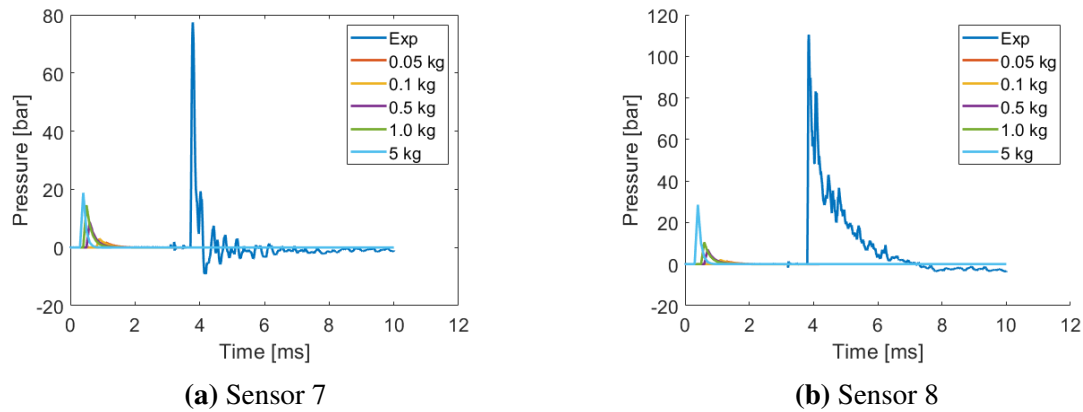 80
60
40
20
0
-20
0
2
4
6
8
10
12
Pressure [bar]
Time [ms]
Exp
0.05 kg
0.1 kg
0.5 kg
1.0 kg
5 kg
(a) Sensor 7
120
100
80
60
40
20
0
-20
0
2
4
6
8
10
12
Pressure [bar]
Time [ms]
Exp
0.05 kg
0.1 kg
0.5 kg
1.0 kg
5 kg
(b) Sensor 8